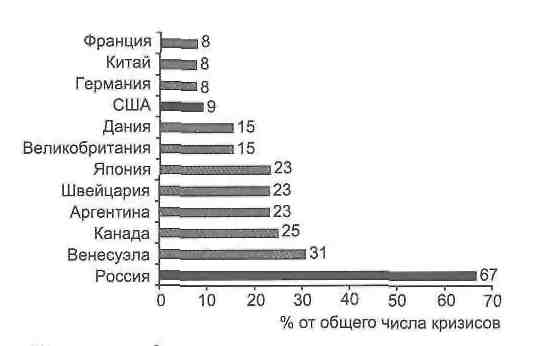 Франция 8
Китай 8
Германия 8
США 9
Дания 15
Великобритания 15
Япония 23
Швейцария 23
Аргентина 23
Канада 25
Венесуэла 31
Россия 67
0 10 20 30 40 50 60 70
% от общего числа кризисов